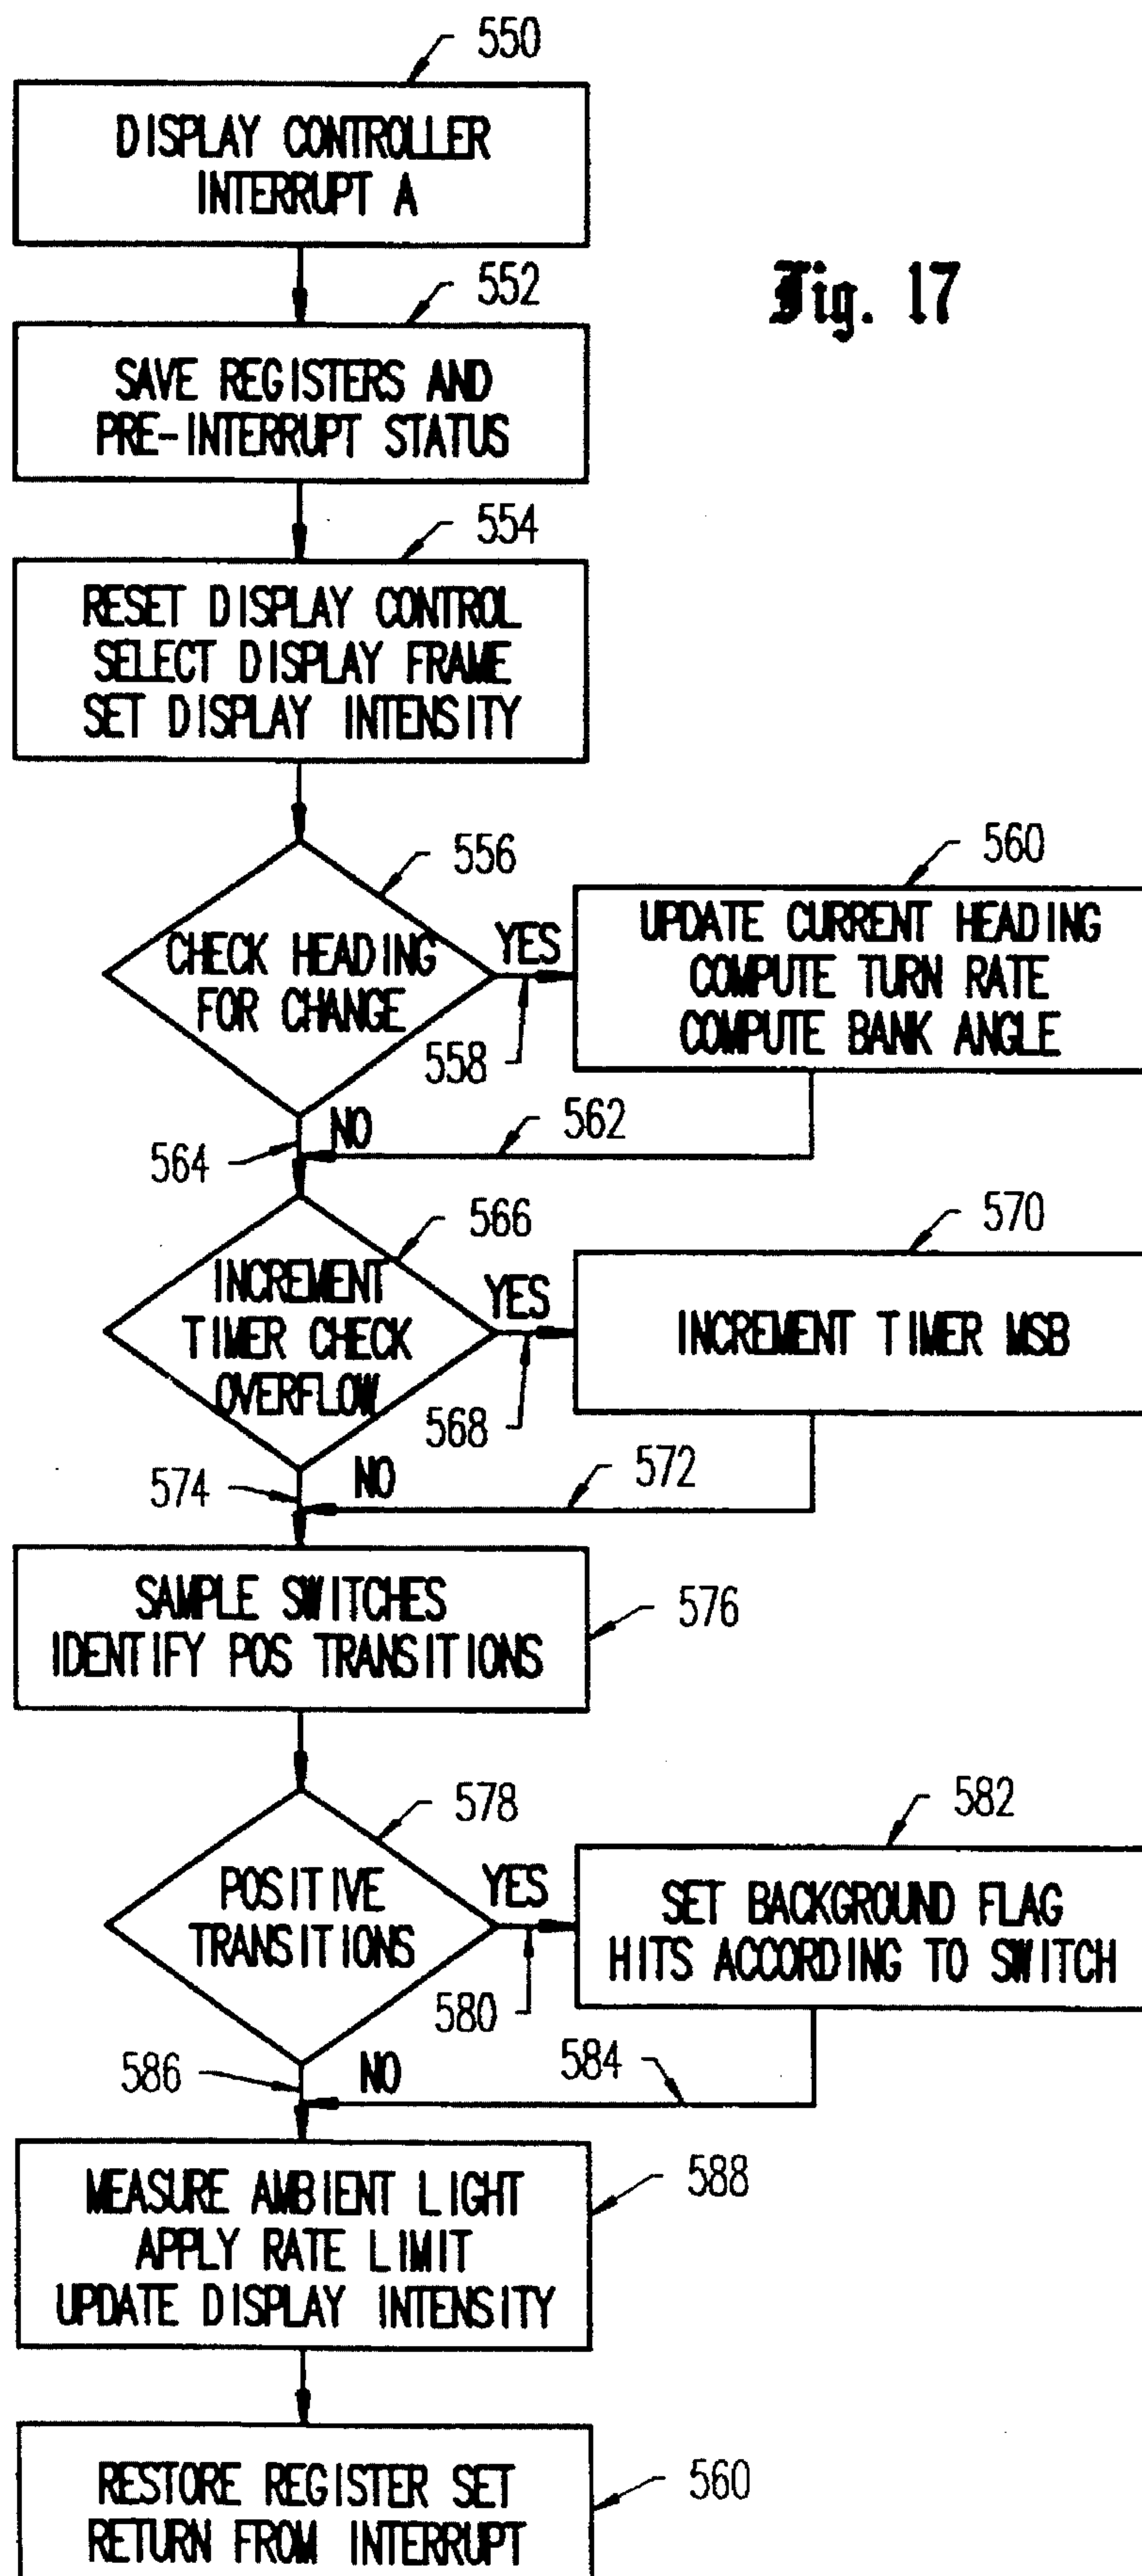 550
DISPLAY CONTROLLER
INTERRUPT A
Fig. 17
552
SAVE REGISTERS AND
PRE-INTERRUPT STATUS
554
RESET DISPLAY CONTROL
SELECT DISPLAY FRAME
SET DISPLAY INTENSITY
556
CHECK HEADING
FOR CHANGE
YES
558
560
UPDATE CURRENT HEADING
COMPUTE TURN RATE
COMPUTE BANK ANGLE
564
NO
562
566
INCREMENT
TIMER CHECK
OVERFLOW
YES
568
570
INCREMENT TIMER MSB
574
NO
572
SAMPLE SWITCHES
IDENTIFY POS TRANSITIONS
576
578
POSITIVE
TRANSITIONS
YES
580
582
SET BACKGROUND FLAG
HITS ACCORDING TO SWITCH
586
NO
584
MEASURE AMBIENT LIGHT
APPLY RATE LIMIT
UPDATE DISPLAY INTENSITY
588
RESTORE REGISTER SET
RETURN FROM INTERRUPT
560